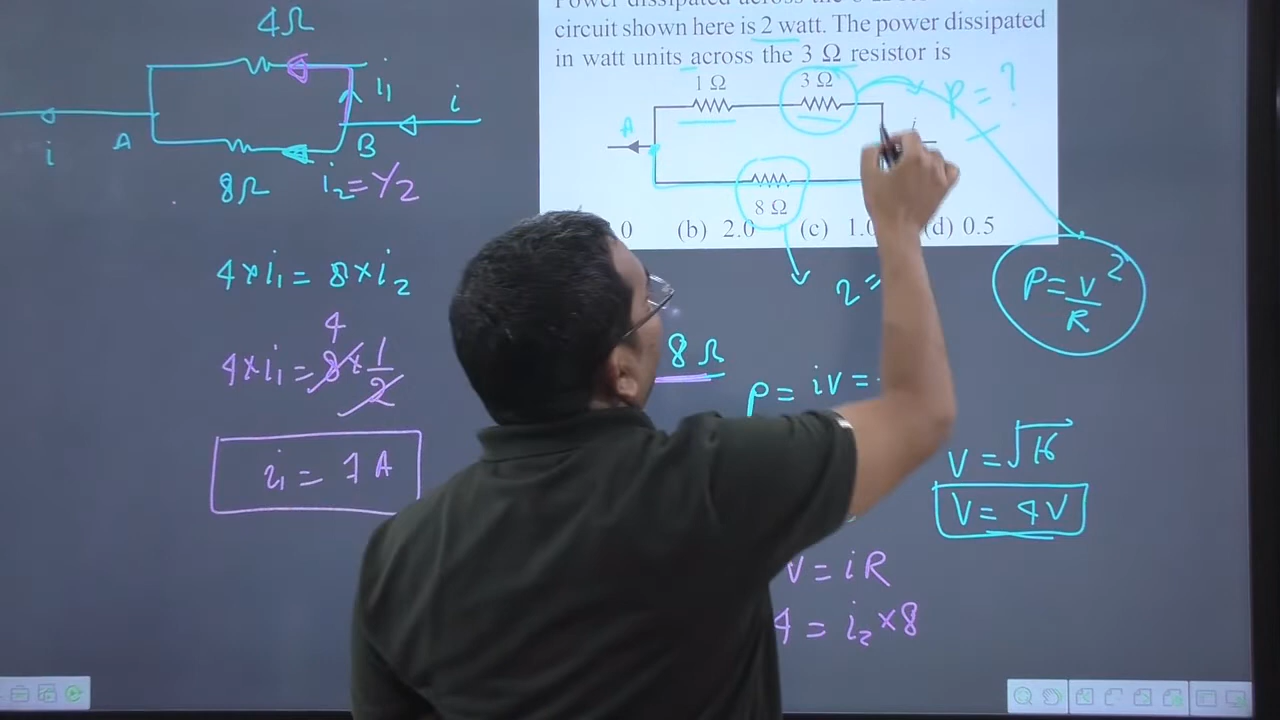 4Ω
i₁
i
i
A
B
8Ω
i₂=1/2
4×i₁ = 8×i₂
4
4×i₁ = 8×1/2
i₁ = 1A
circuit shown here is 2 watt. The power dissipated
in watt units across the 3 Ω resistor is
1 Ω
3 Ω
P = ?
A
i
8 Ω
(b) 2.0
(d) 0.5
2 =
P = V²/R
8 Ω
P = iV =
V = √16
V = 4V
V = iR
4 = i₂×8